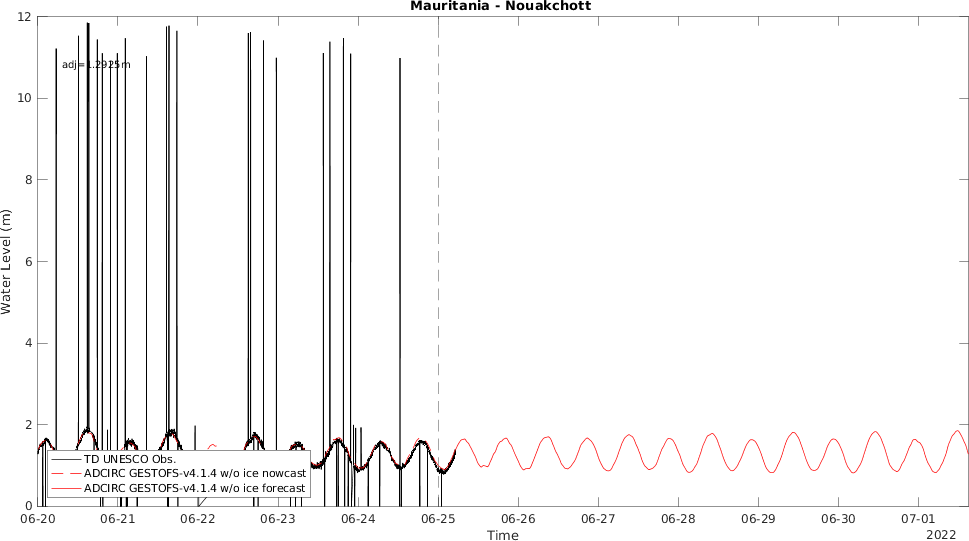 Mauritania - Nouakchott
12
10
8
6
4
2
0
Water Level (m)
adj=1.2925m
TD UNESCO Obs.
ADCIRC GESTOFS-v4.1.4 w/o ice nowcast
ADCIRC GESTOFS-v4.1.4 w/o ice forecast
06-20 06-21 06-22 06-23 06-24 06-25 06-26 06-27 06-28 06-29 06-30 07-01
Time
2022